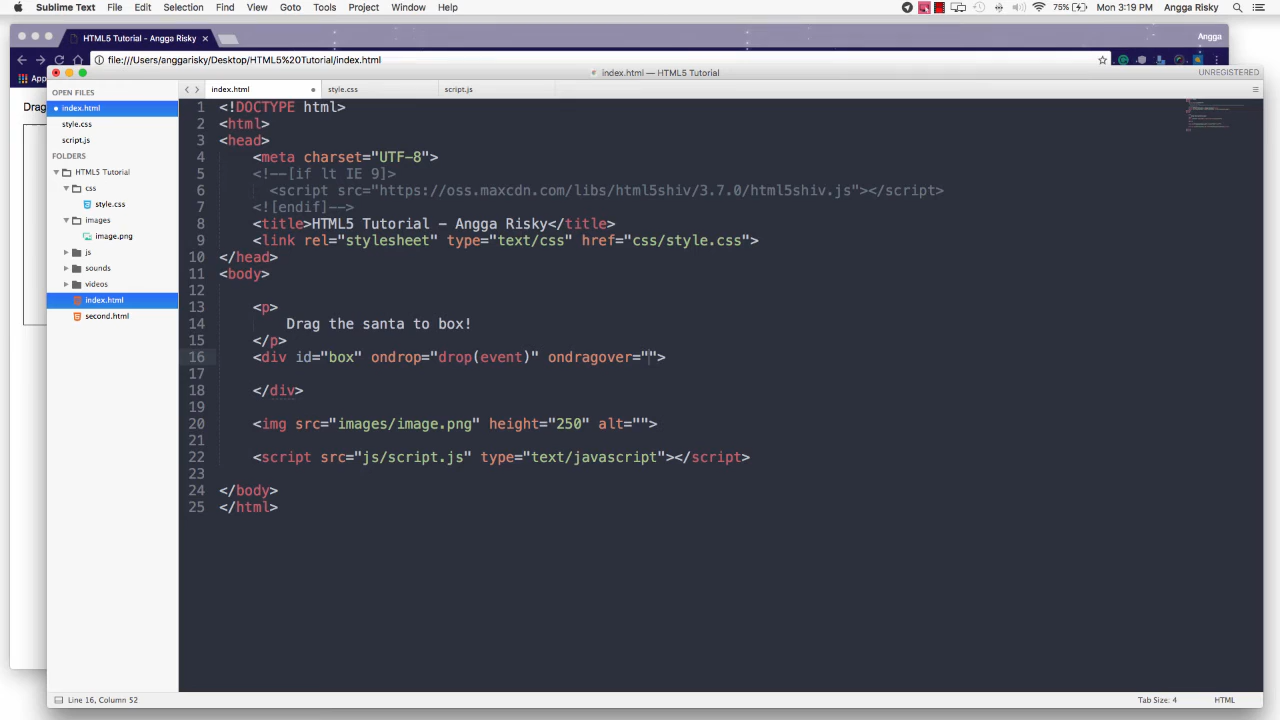 Sublime Text File Edit Selection Find View Goto Tools Project Window Help 75% Mon 3:19 PM Angga Risky
HTML5 Tutorial - Angga Risky Angga
file:///Users/anggarisky/Desktop/HTML5%20Tutorial/index.html
index.html — HTML5 Tutorial UNREGISTERED
OPEN FILES
index.html
style.css
script.js
FOLDERS
HTML5 Tutorial
css
style.css
images
image.png
js
sounds
videos
index.html
second.html
index.html style.css script.js
1 <!DOCTYPE html>
2 <html>
3 <head>
4 <meta charset="UTF-8">
5 <!--[if lt IE 9]>
6 <script src="https://oss.maxcdn.com/libs/html5shiv/3.7.0/html5shiv.js"></script>
7 <![endif]-->
8 <title>HTML5 Tutorial - Angga Risky</title>
9 <link rel="stylesheet" type="text/css" href="css/style.css">
10 </head>
11 <body>
12
13 <p>
14 Drag the santa to box!
15 </p>
16 <div id="box" ondrop="drop(event)" ondragover="">
17
18 </div>
19
20 <img src="images/image.png" height="250" alt="">
21
22 <script src="js/script.js" type="text/javascript"></script>
23
24 </body>
25 </html>
Line 16, Column 52 Tab Size: 4 HTML